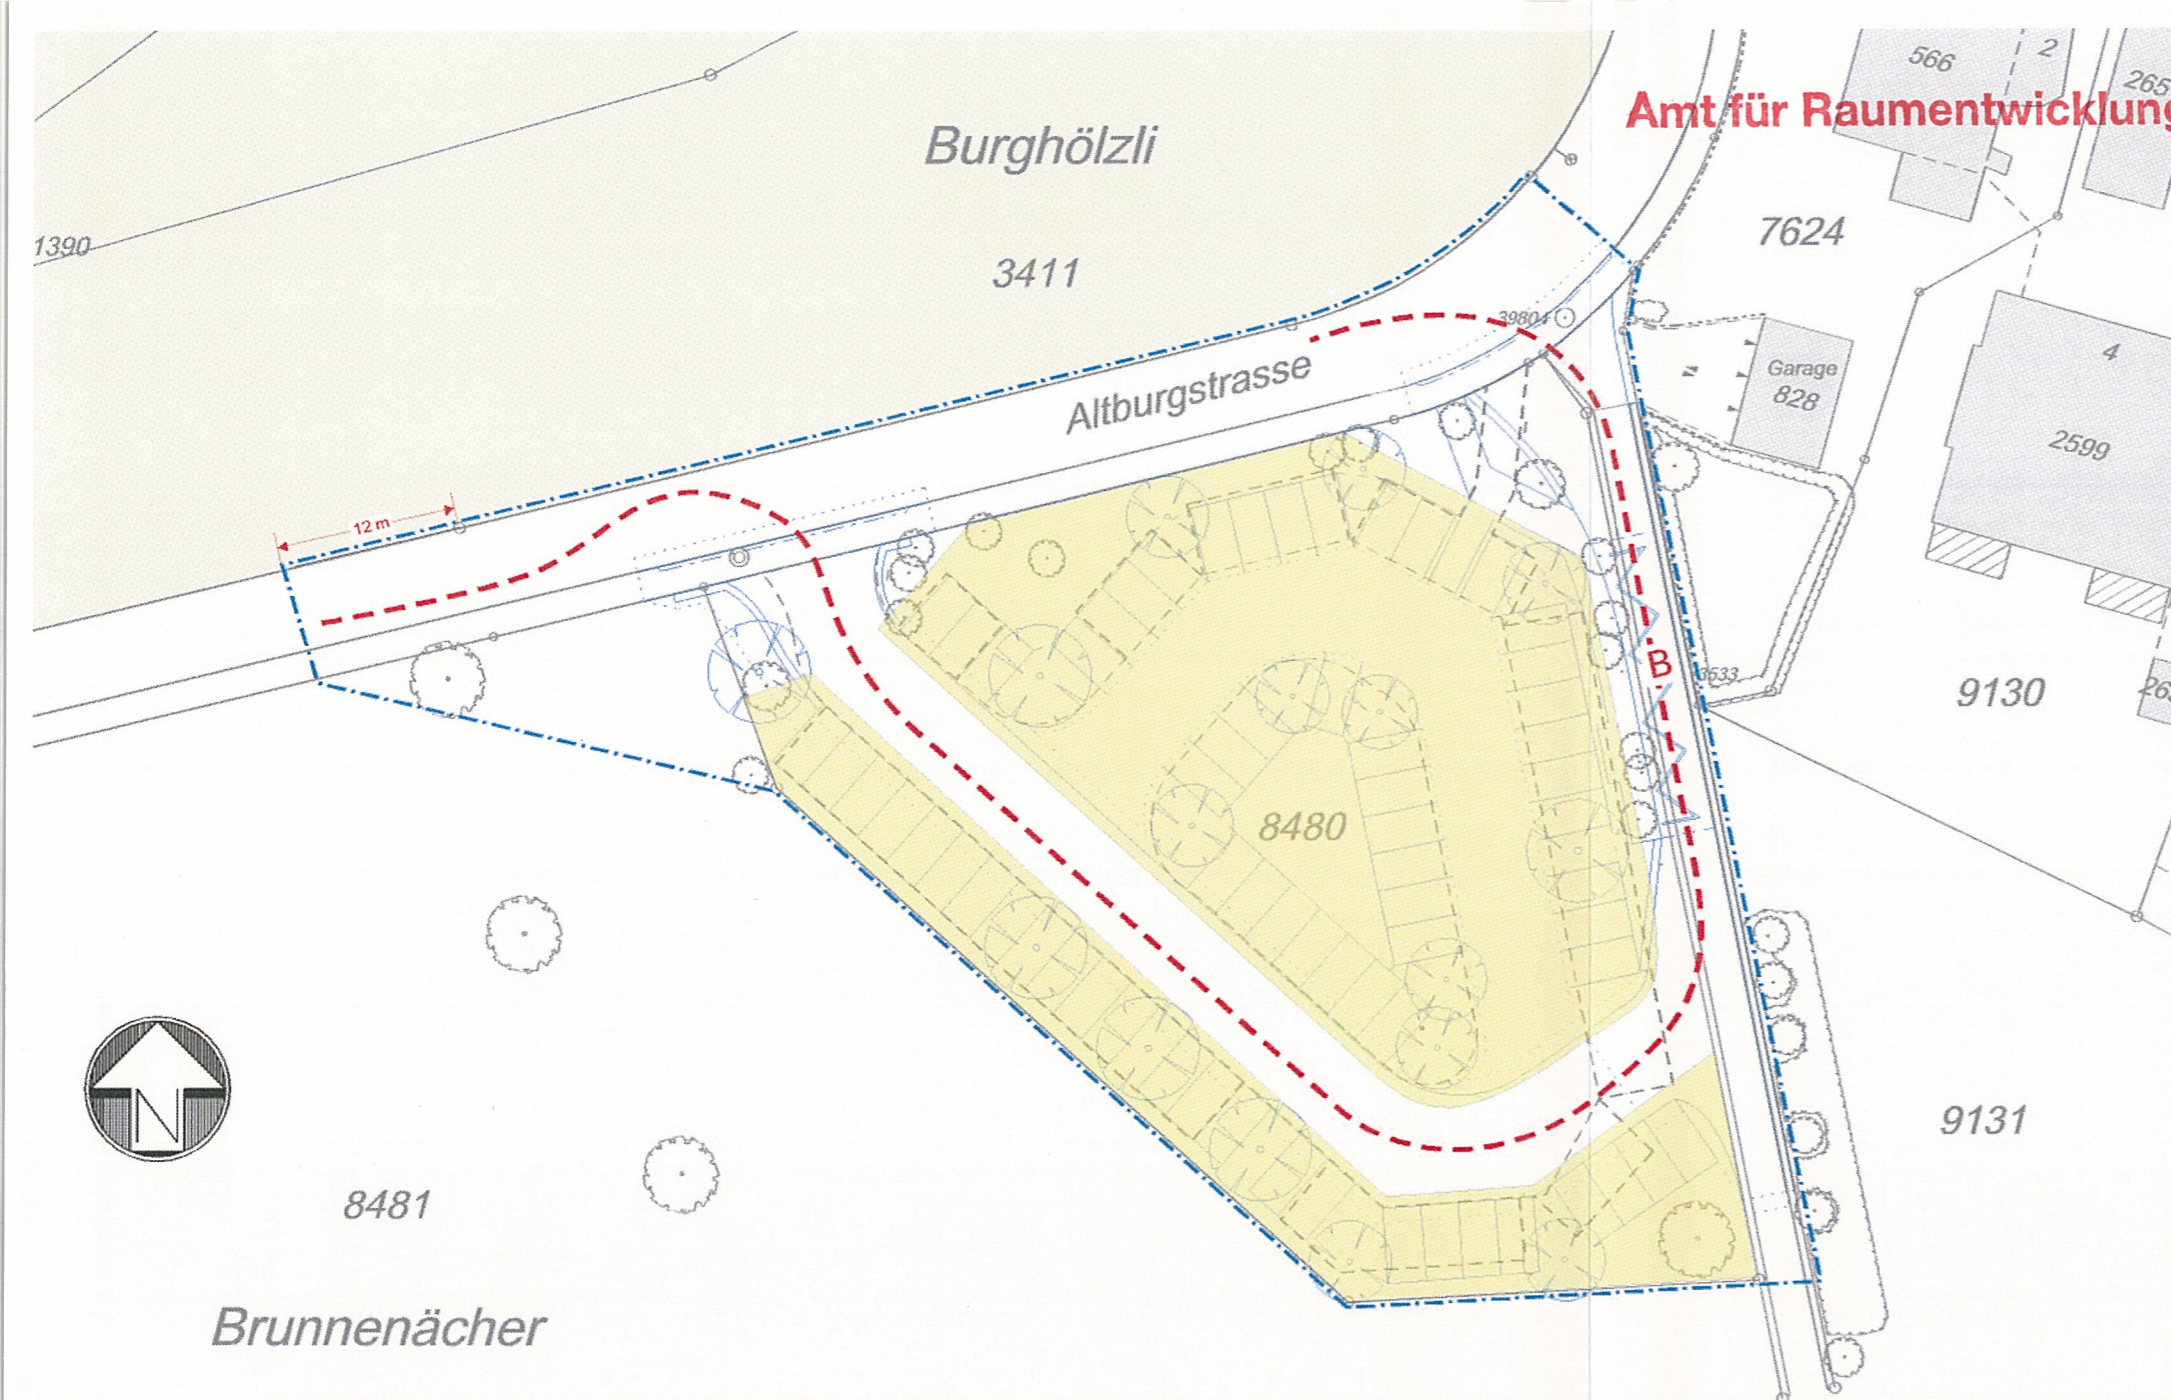 566
2
265
Amt für Raumentwicklung
Burghölzli
7624
1390
3411
39804
Altburgstrasse
Garage
828
4
2599
12 m
B
3533
9130
8480
9131
N
8481
Brunnenächer